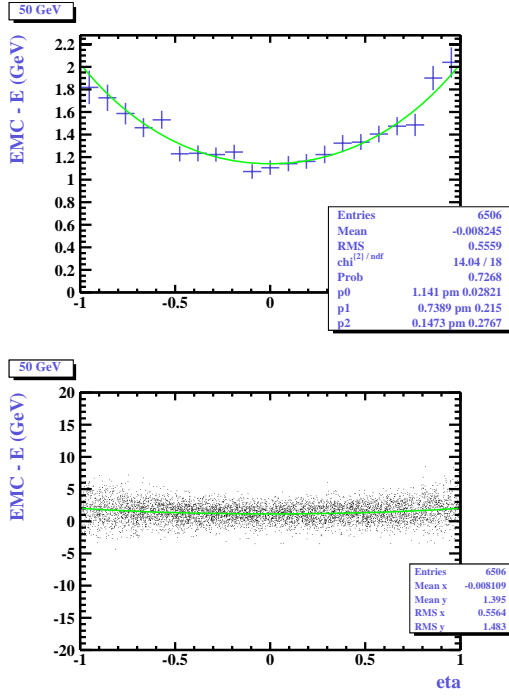 50 GeV
EMC - E (GeV)
2.2
2
1.8
1.6
1.4
1.2
1
0.8
0.6
0.4
0.2
0
-1 -0.5 0 0.5 1
Entries 6506
Mean -0.008245
RMS 0.5559
chi^{2} / ndf 14.04 / 18
Prob 0.7268
p0 1.141 pm 0.02821
p1 0.7389 pm 0.215
p2 0.1473 pm 0.2767
50 GeV
EMC - E (GeV)
20
15
10
5
0
-5
-10
-15
-20
-1 -0.5 0 0.5 1
Entries 6506
Mean x -0.008109
Mean y 1.395
RMS x 0.5564
RMS y 1.483
eta